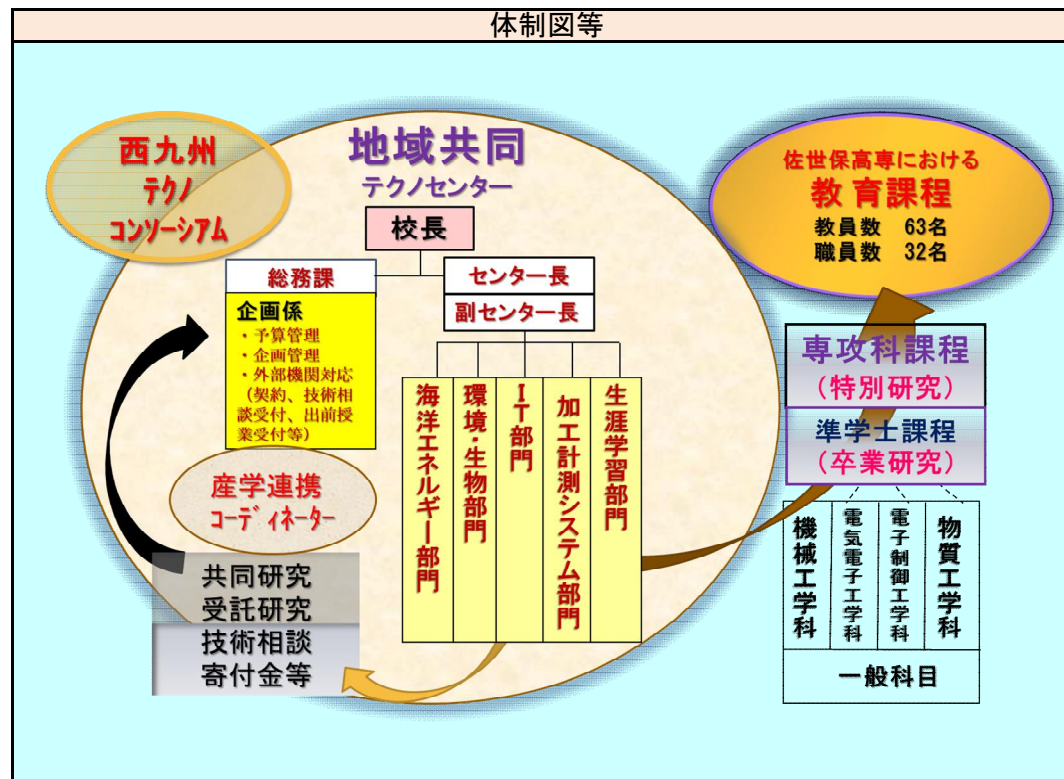 体制図等
西九州
テクノ
コンソーシアム
地域共同
テクノセンター
校長
総務課
企画係
・予算管理
・企画管理
・外部機関対応
（契約、技術相
談受付、出前授
業受付等）
センター長
副センター長
海洋エネルギー部門
環境・生物部門
ＩＴ部門
加工計測システム部門
生涯学習部門
産学連携
コーディネーター
共同研究
受託研究
技術相談
寄付金等
佐世保高専における
教育課程
教員数　63名
職員数　32名
専攻科課程
（特別研究）
準学士課程
（卒業研究）
機械工学科
電気電子工学科
電子制御工学科
物質工学科
一般科目